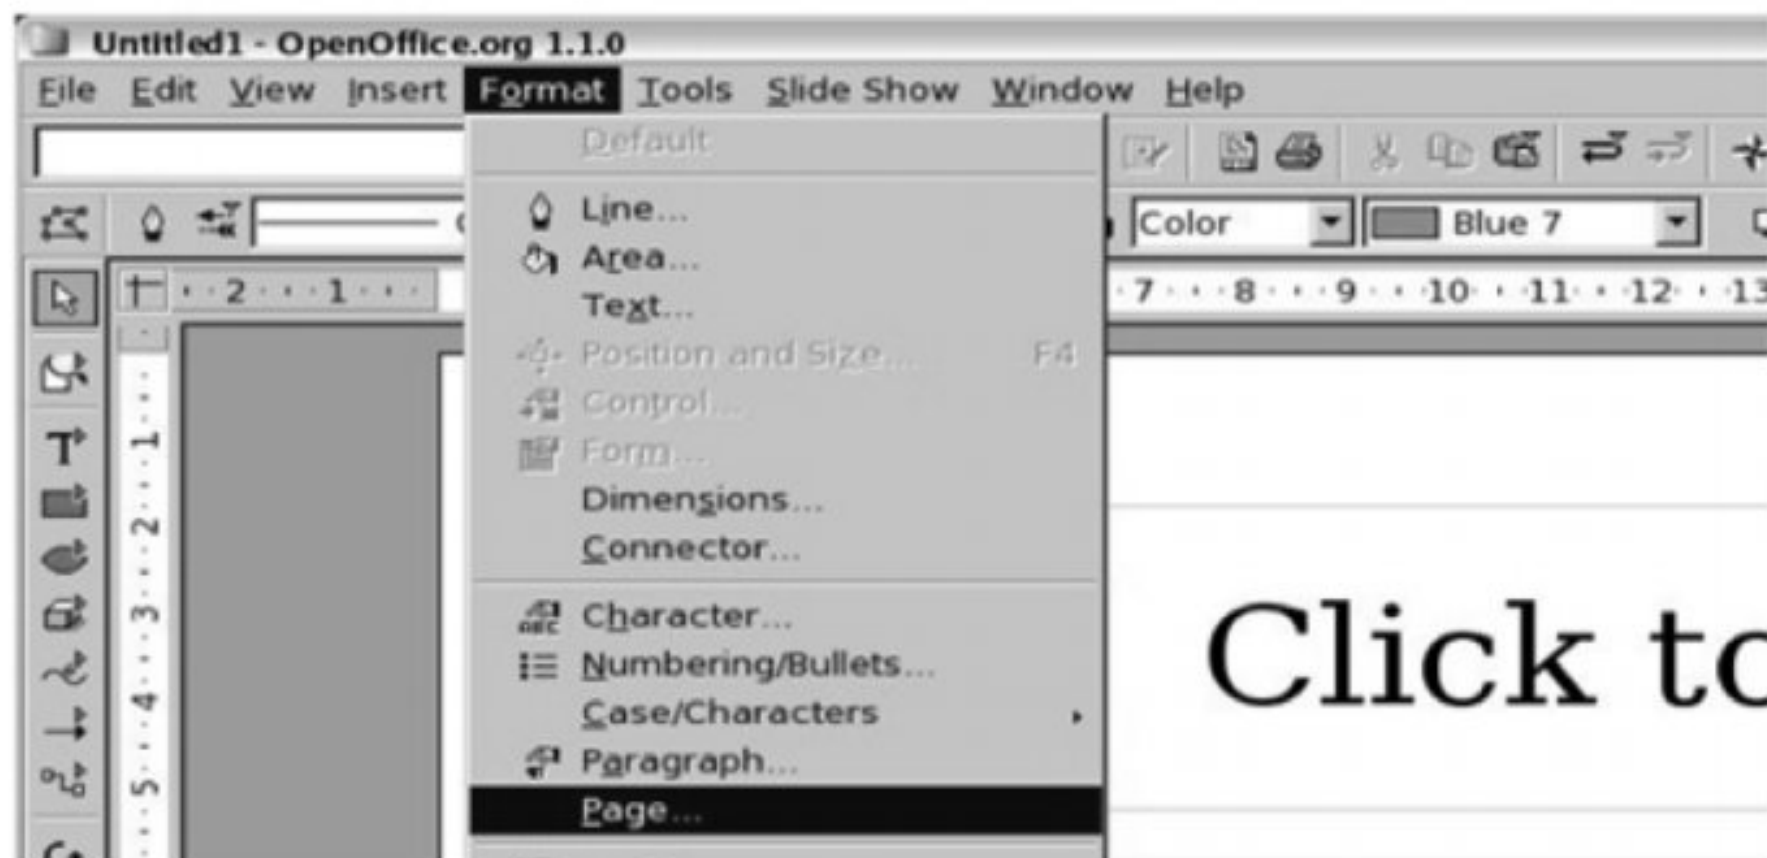 Untitled1 - OpenOffice.org 1.1.0
File Edit View Insert Format Tools Slide Show Window Help
Default
Line...
Color Blue 7
Area...
2 1 7 8 9 10 11 12 13
Text...
Position and Size... F4
Control...
Form...
1
Dimensions...
2
Connector...
Character...
3
Click to
Numbering/Bullets...
Case/Characters
4
Paragraph...
5
Page...